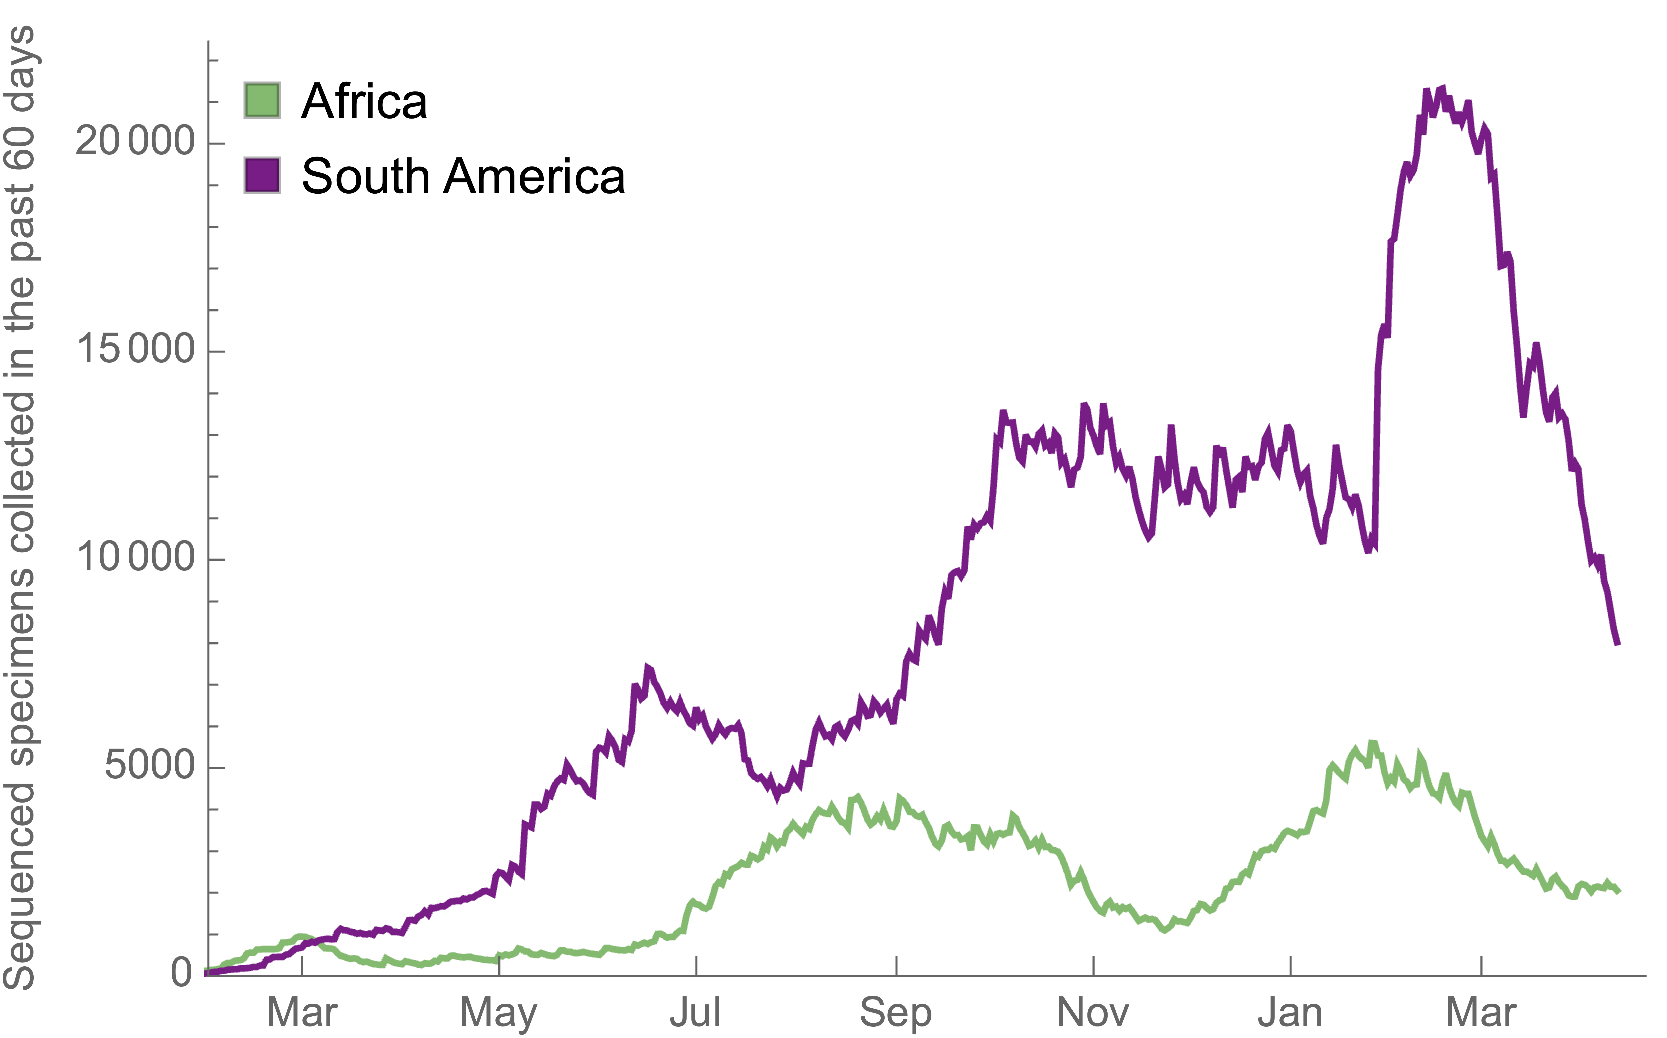 Sequenced specimens collected in the past 60 days
Africa
South America
20 000
15 000
10 000
5000
0
Mar May Jul Sep Nov Jan Mar